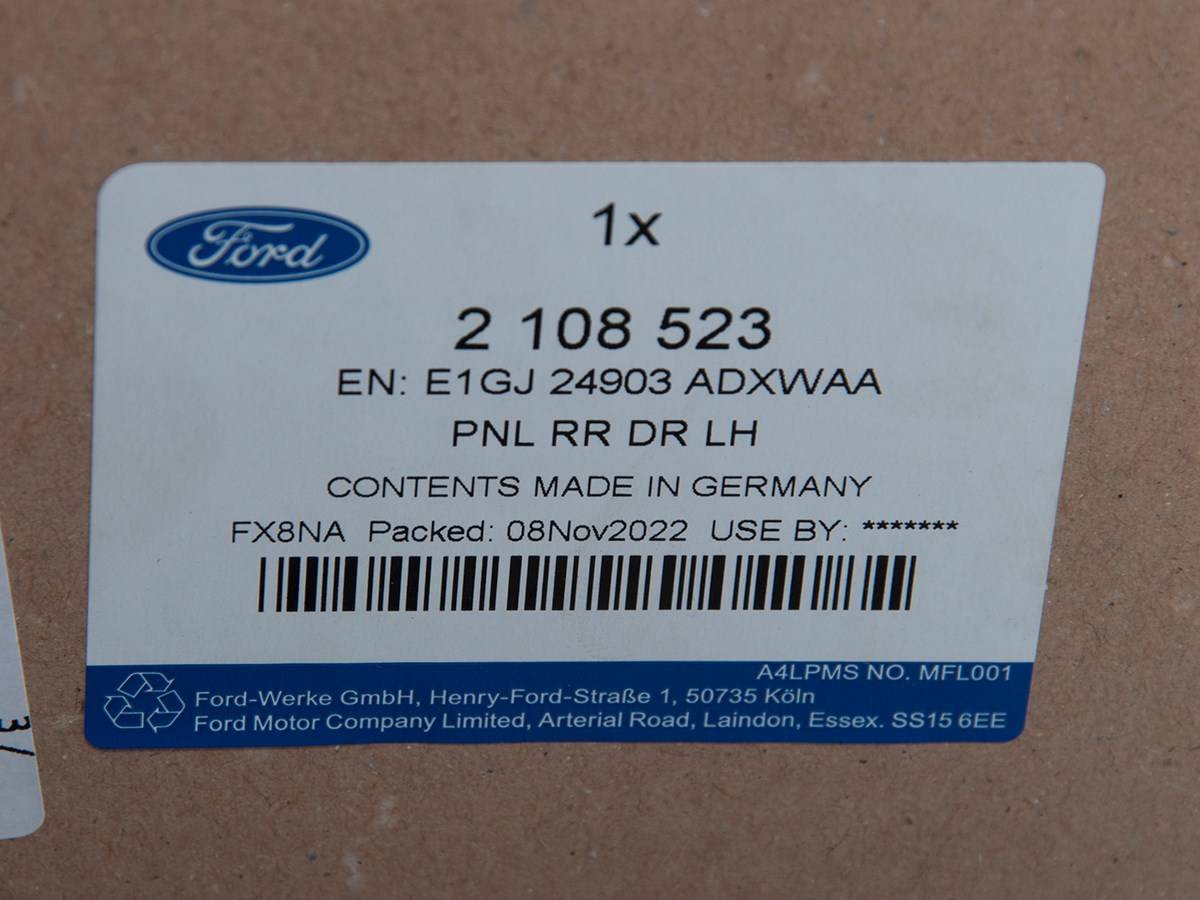 Ford
1x
2 108 523
EN: E1GJ 24903 ADXWAA
PNL RR DR LH
CONTENTS MADE IN GERMANY
FX8NA Packed: 08Nov2022 USE BY: *******
A4LPMS NO. MFL001
Ford-Werke GmbH, Henry-Ford-Straße 1, 50735 Köln
Ford Motor Company Limited, Arterial Road, Laindon, Essex. SS15 6EE